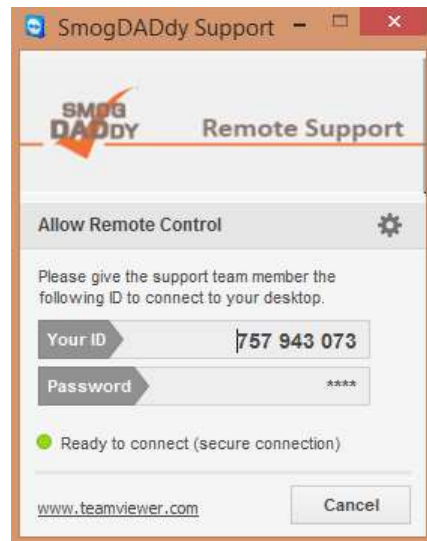 SmogDADdy Support
SMOG
DADDY
Remote Support
Allow Remote Control
Please give the support team member the
following ID to connect to your desktop.
Your ID 757 943 073
Password ****
Ready to connect (secure connection)
www.teamviewer.com Cancel